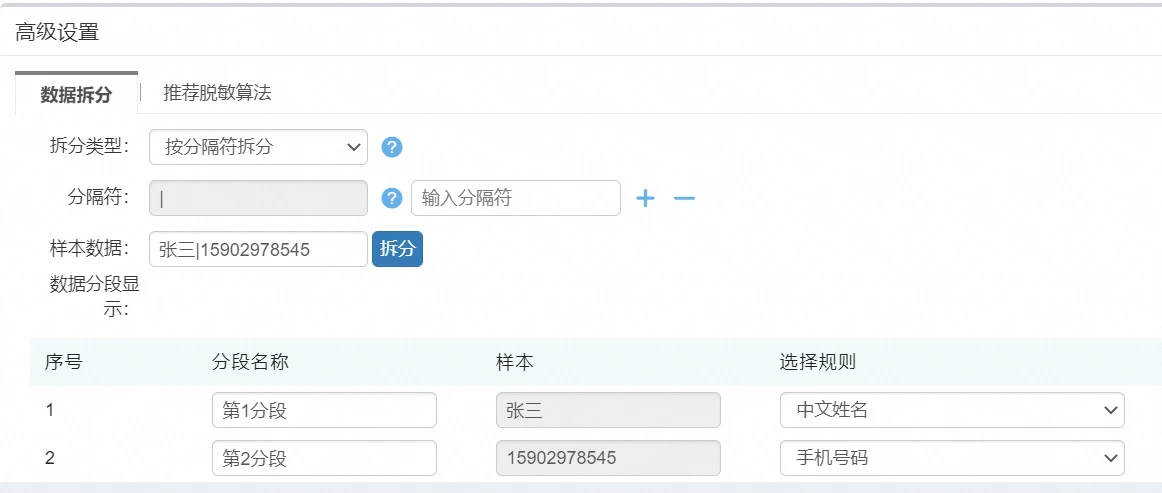 高级设置
数据拆分 推荐脱敏算法
拆分类型： 按分隔符拆分 ?
分隔符： | ? 输入分隔符 + −
样本数据： 张三|15902978545 拆分
数据分段显
示：
序号 分段名称 样本 选择规则
1 第1分段 张三 中文姓名
2 第2分段 15902978545 手机号码